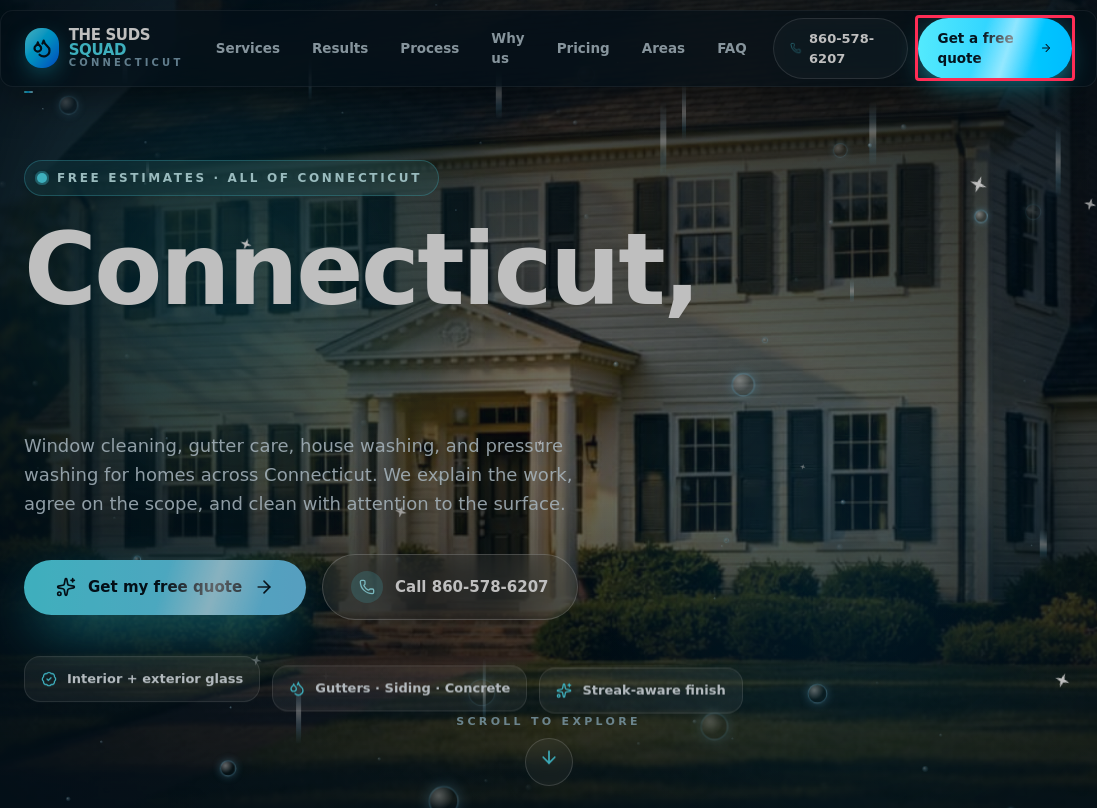 THE SUDS
SQUAD
CONNECTICUT
Services
Results
Process
Why
us
Pricing
Areas
FAQ
860-578-
6207
Get a free
quote
FREE ESTIMATES · ALL OF CONNECTICUT
Connecticut,
Window cleaning, gutter care, house washing, and pressure
washing for homes across Connecticut. We explain the work,
agree on the scope, and clean with attention to the surface.
Get my free quote
Call 860-578-6207
Interior + exterior glass
Gutters · Siding · Concrete
Streak-aware finish
SCROLL TO EXPLORE